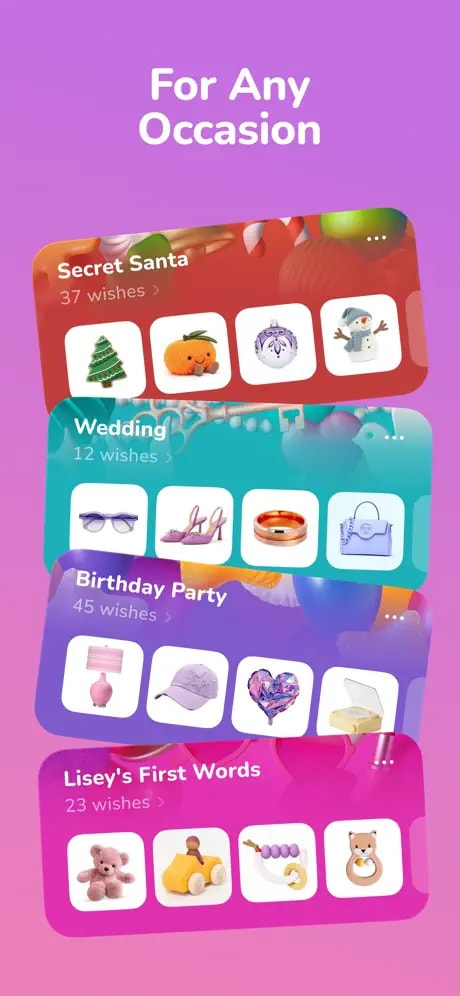 For Any
Occasion
Secret Santa
37 wishes
Wedding
12 wishes
Birthday Party
45 wishes
Lisey's First Words
23 wishes